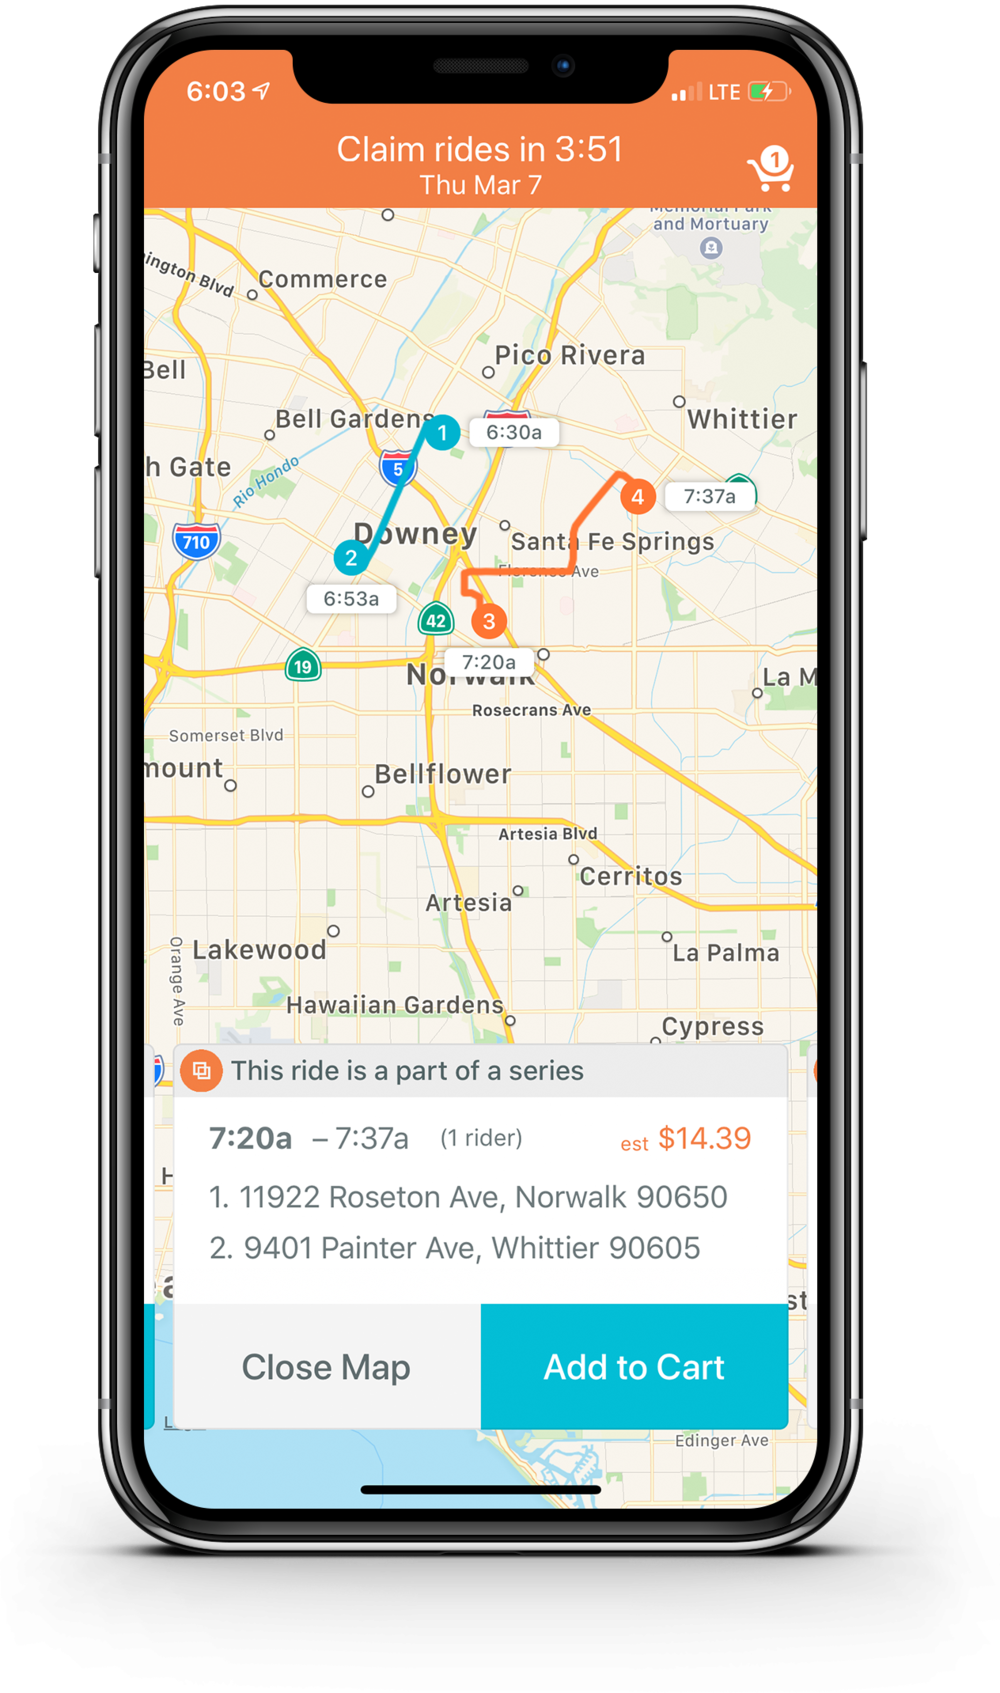 6:03
LTE
Claim rides in 3:51
Thu Mar 7
1
and Mortuary
Commerce
Pico Rivera
Bell
Bell Gardens
1
6:30a
Whittier
5
h Gate
Rio Hondo
4
7:37a
710
Downey
Santa Fe Springs
2
Florence Ave
6:53a
42
3
19
7:20a
Norwalk
La M
Rosecrans Ave
Somerset Blvd
mount
Bellflower
Artesia Blvd
Cerritos
Artesia
Lakewood
La Palma
Orange Ave
Hawaiian Gardens
Cypress
This ride is a part of a series
7:20a – 7:37a (1 rider) est $14.39
H
1. 11922 Roseton Ave, Norwalk 90650
2. 9401 Painter Ave, Whittier 90605
st
Close Map
Add to Cart
Edinger Ave